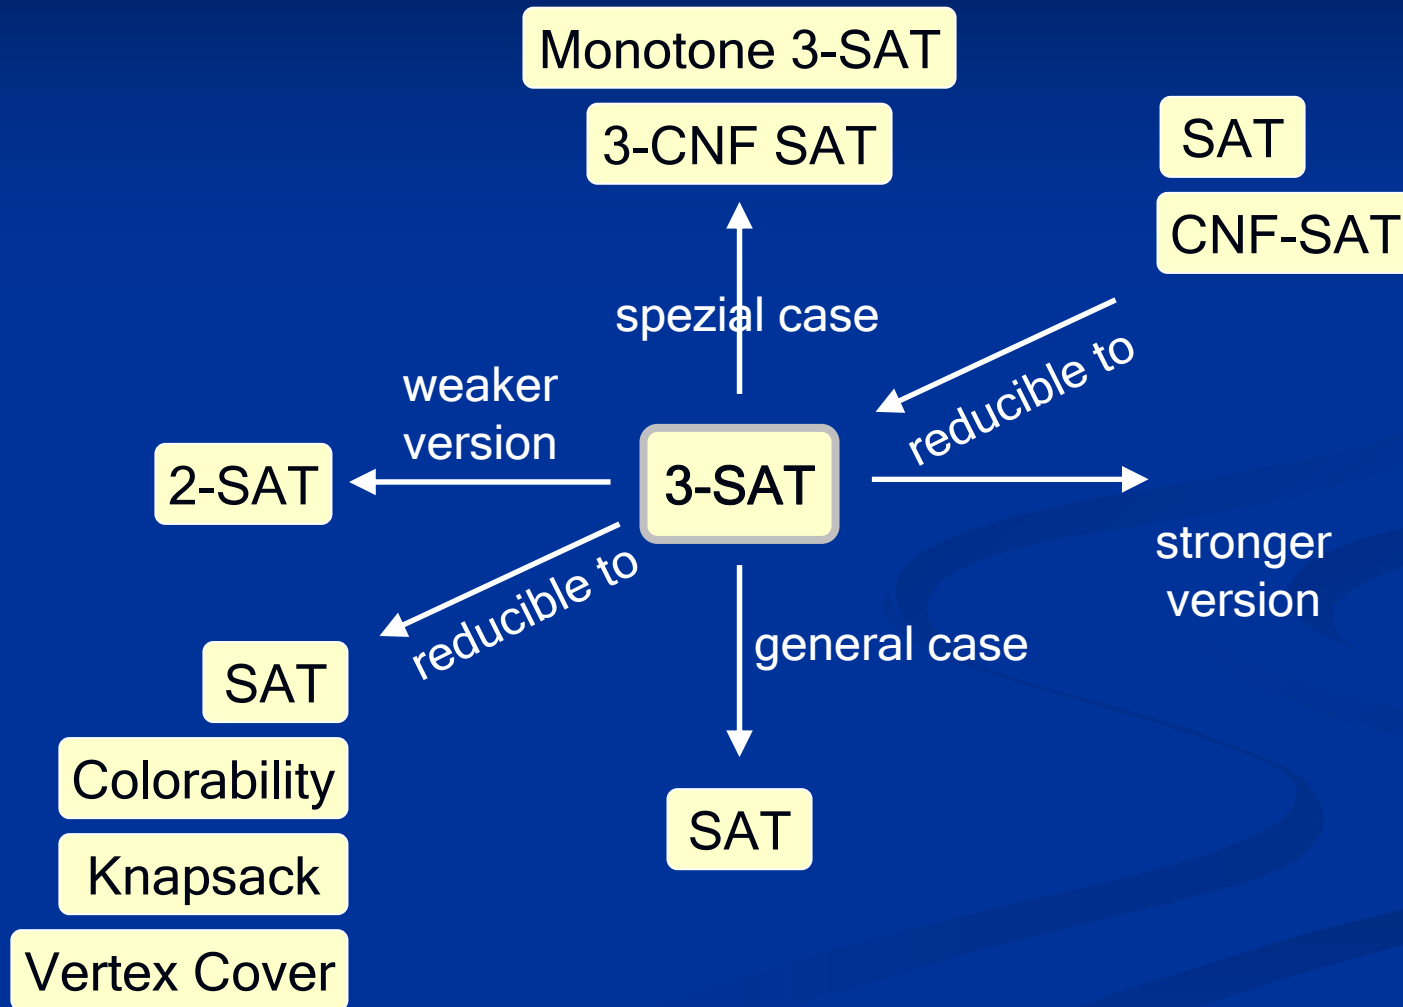 Monotone 3-SAT
3-CNF SAT
SAT
CNF-SAT
spezial case
reducible to
weaker
version
2-SAT
3-SAT
stronger
version
reducible to
general case
SAT
Colorability
Knapsack
Vertex Cover
SAT